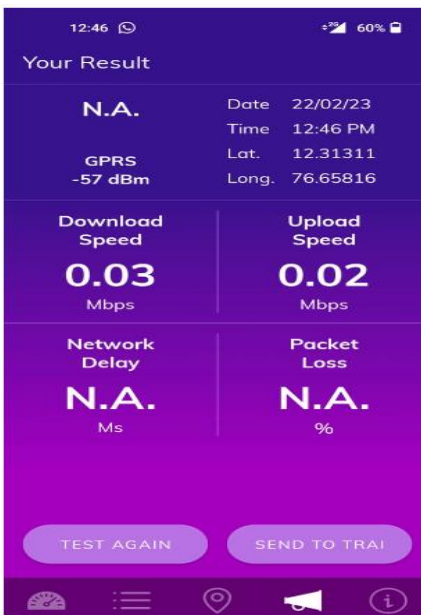 12:46 2G 60%
Your Result
N.A.
GPRS
-57 dBm
Date 22/02/23
Time 12:46 PM
Lat. 12.31311
Long. 76.65816
Download
Speed
0.03
Mbps
Upload
Speed
0.02
Mbps
Network
Delay
N.A.
Ms
Packet
Loss
N.A.
%
TEST AGAIN SEND TO TRAI